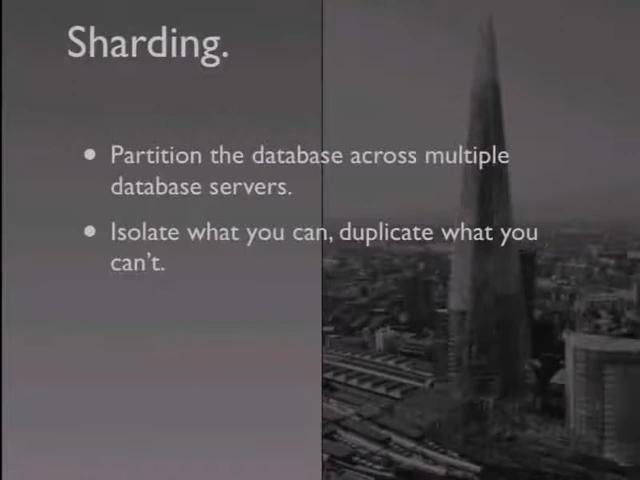 Sharding.
• Partition the database across multiple
database servers.
• Isolate what you can, duplicate what you
can't.